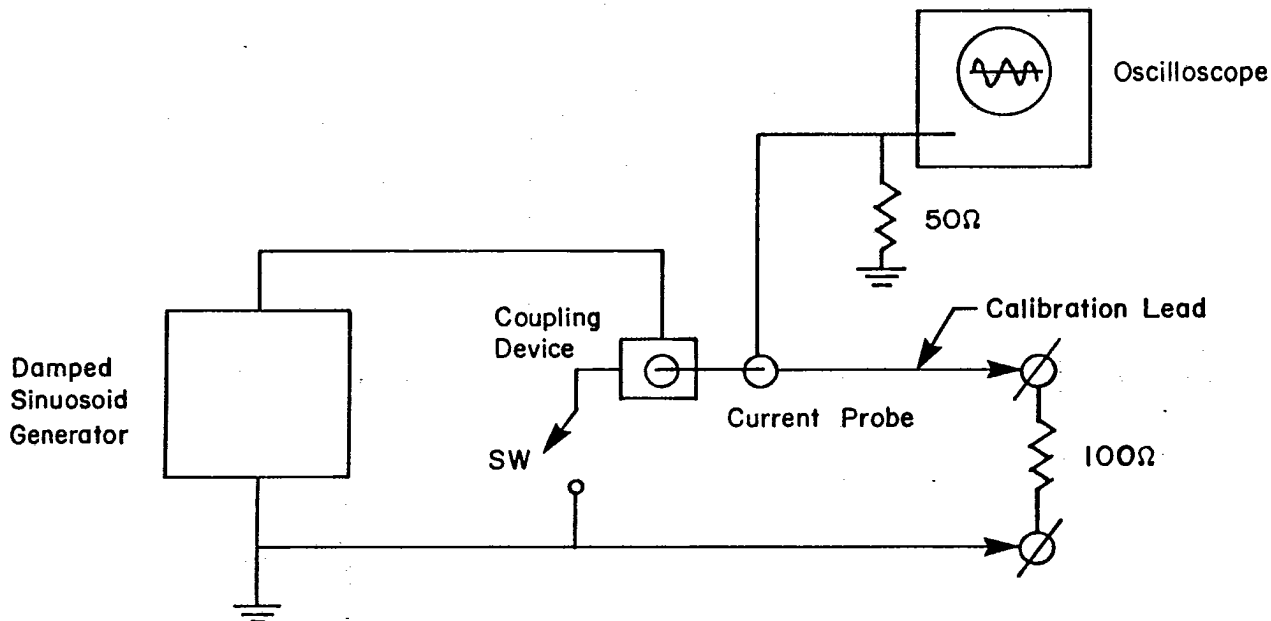 Oscilloscope
50Ω
Coupling
Device
Calibration Lead
Damped
Sinuosoid
Generator
Current Probe
SW
100Ω